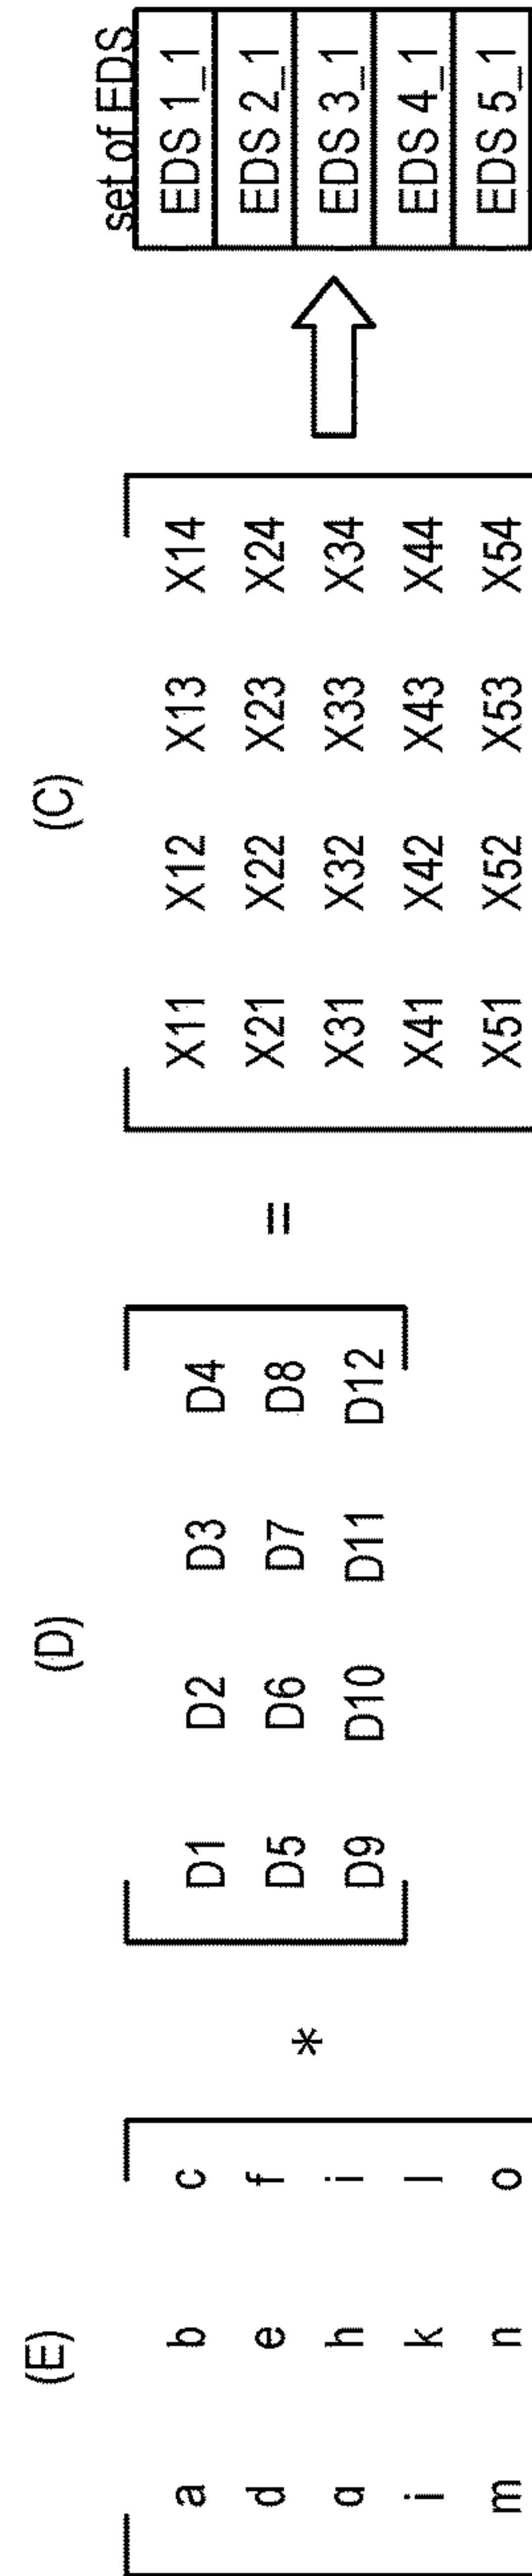 (E)
a b c
d e f
g h i
j k l
m n o
*
(D)
D1 D2 D3 D4
D5 D6 D7 D8
D9 D10 D11 D12
=
(C)
X11 X12 X13 X14
X21 X22 X23 X24
X31 X32 X33 X34
X41 X42 X43 X44
X51 X52 X53 X54
set of EDS
EDS 1_1
EDS 2_1
EDS 3_1
EDS 4_1
EDS 5_1